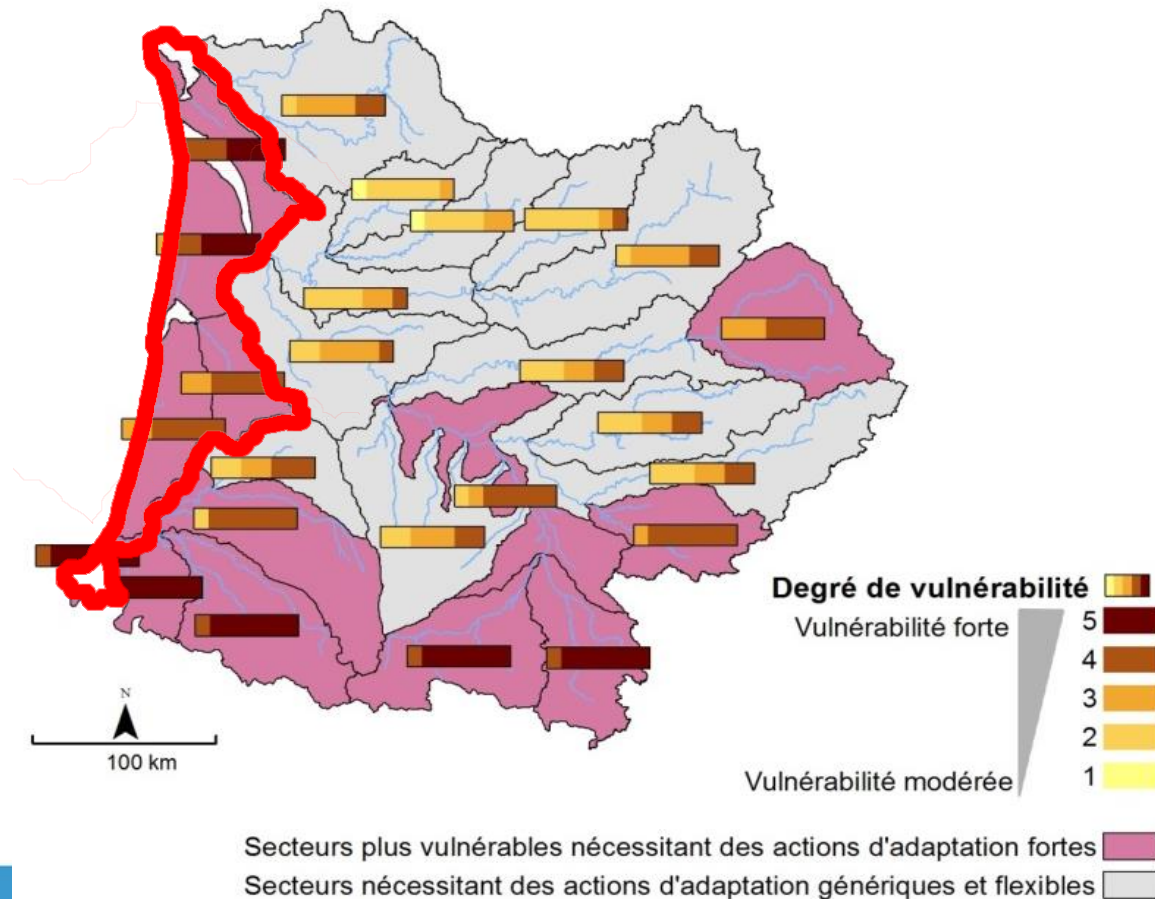 Degré de vulnérabilité
Vulnérabilité forte
5
4
3
2
Vulnérabilité modérée
1
N
100 km
Secteurs plus vulnérables nécessitant des actions d'adaptation fortes
Secteurs nécessitant des actions d'adaptation génériques et flexibles